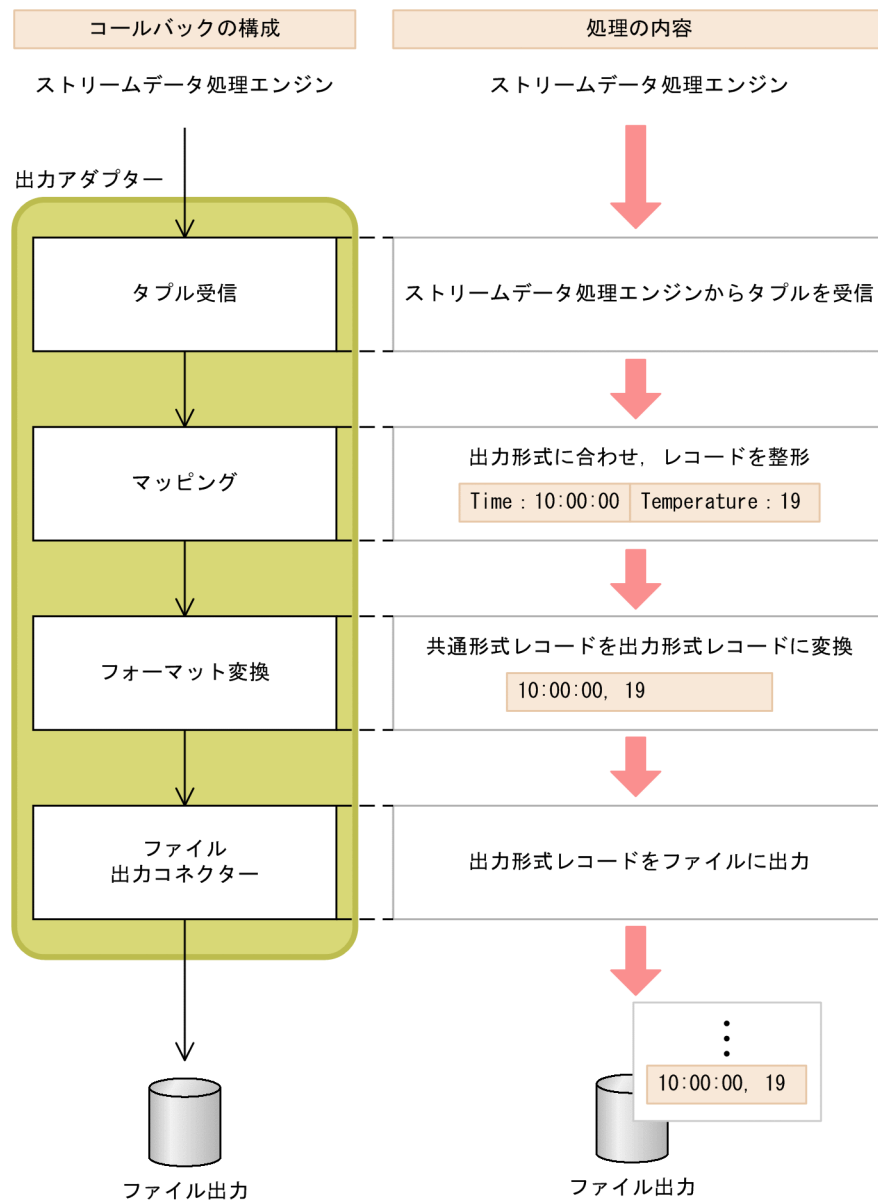 コールバックの構成
処理の内容
ストリームデータ処理エンジン
ストリームデータ処理エンジン
出力アダプター
タプル受信
ストリームデータ処理エンジンからタプルを受信
マッピング
出力形式に合わせ，レコードを整形
Time：10:00:00 Temperature：19
フォーマット変換
共通形式レコードを出力形式レコードに変換
10:00:00, 19
ファイル
出力コネクター
出力形式レコードをファイルに出力
10:00:00, 19
ファイル出力
ファイル出力